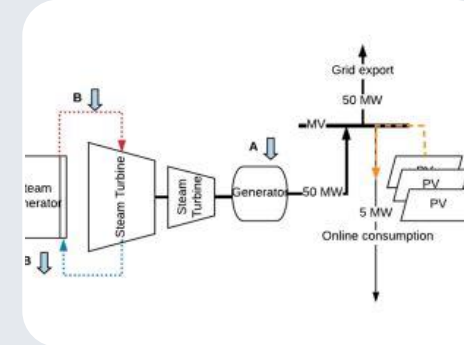 Grid export
50 MW
B
MV
A
Steam Turbine
Steam
Turbine
Generator
50 MW
PV
PV
PV
5 MW
Online consumption
B